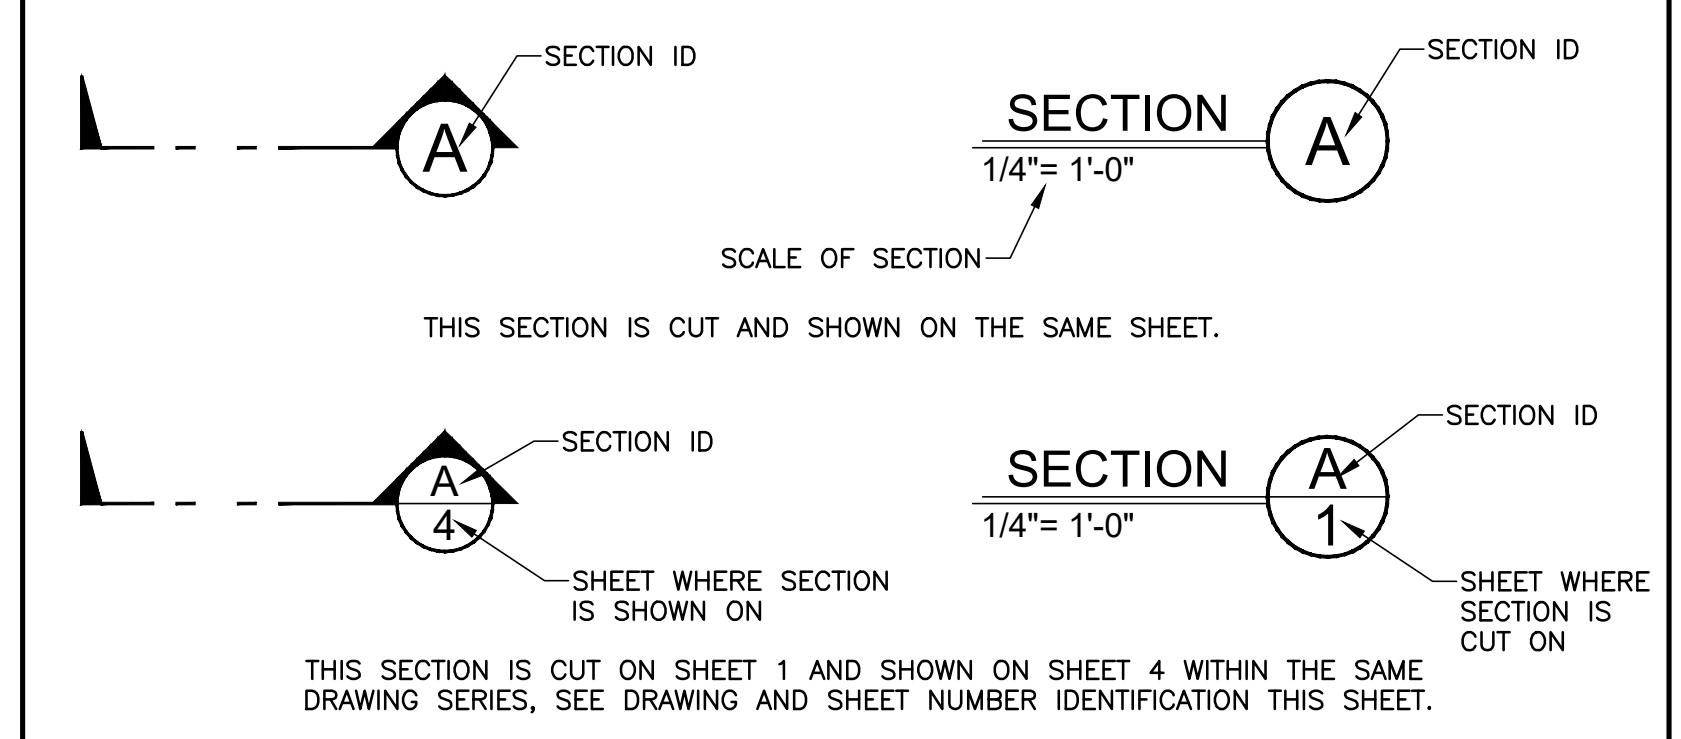 SECTION ID
A
SECTION ID
SECTION
A
1/4"= 1'-0"
SCALE OF SECTION
THIS SECTION IS CUT AND SHOWN ON THE SAME SHEET.
SECTION ID
A
4
SHEET WHERE SECTION
IS SHOWN ON
SECTION ID
SECTION
A
1/4"= 1'-0"
1
SHEET WHERE
SECTION IS
CUT ON
THIS SECTION IS CUT ON SHEET 1 AND SHOWN ON SHEET 4 WITHIN THE SAME
DRAWING SERIES, SEE DRAWING AND SHEET NUMBER IDENTIFICATION THIS SHEET.